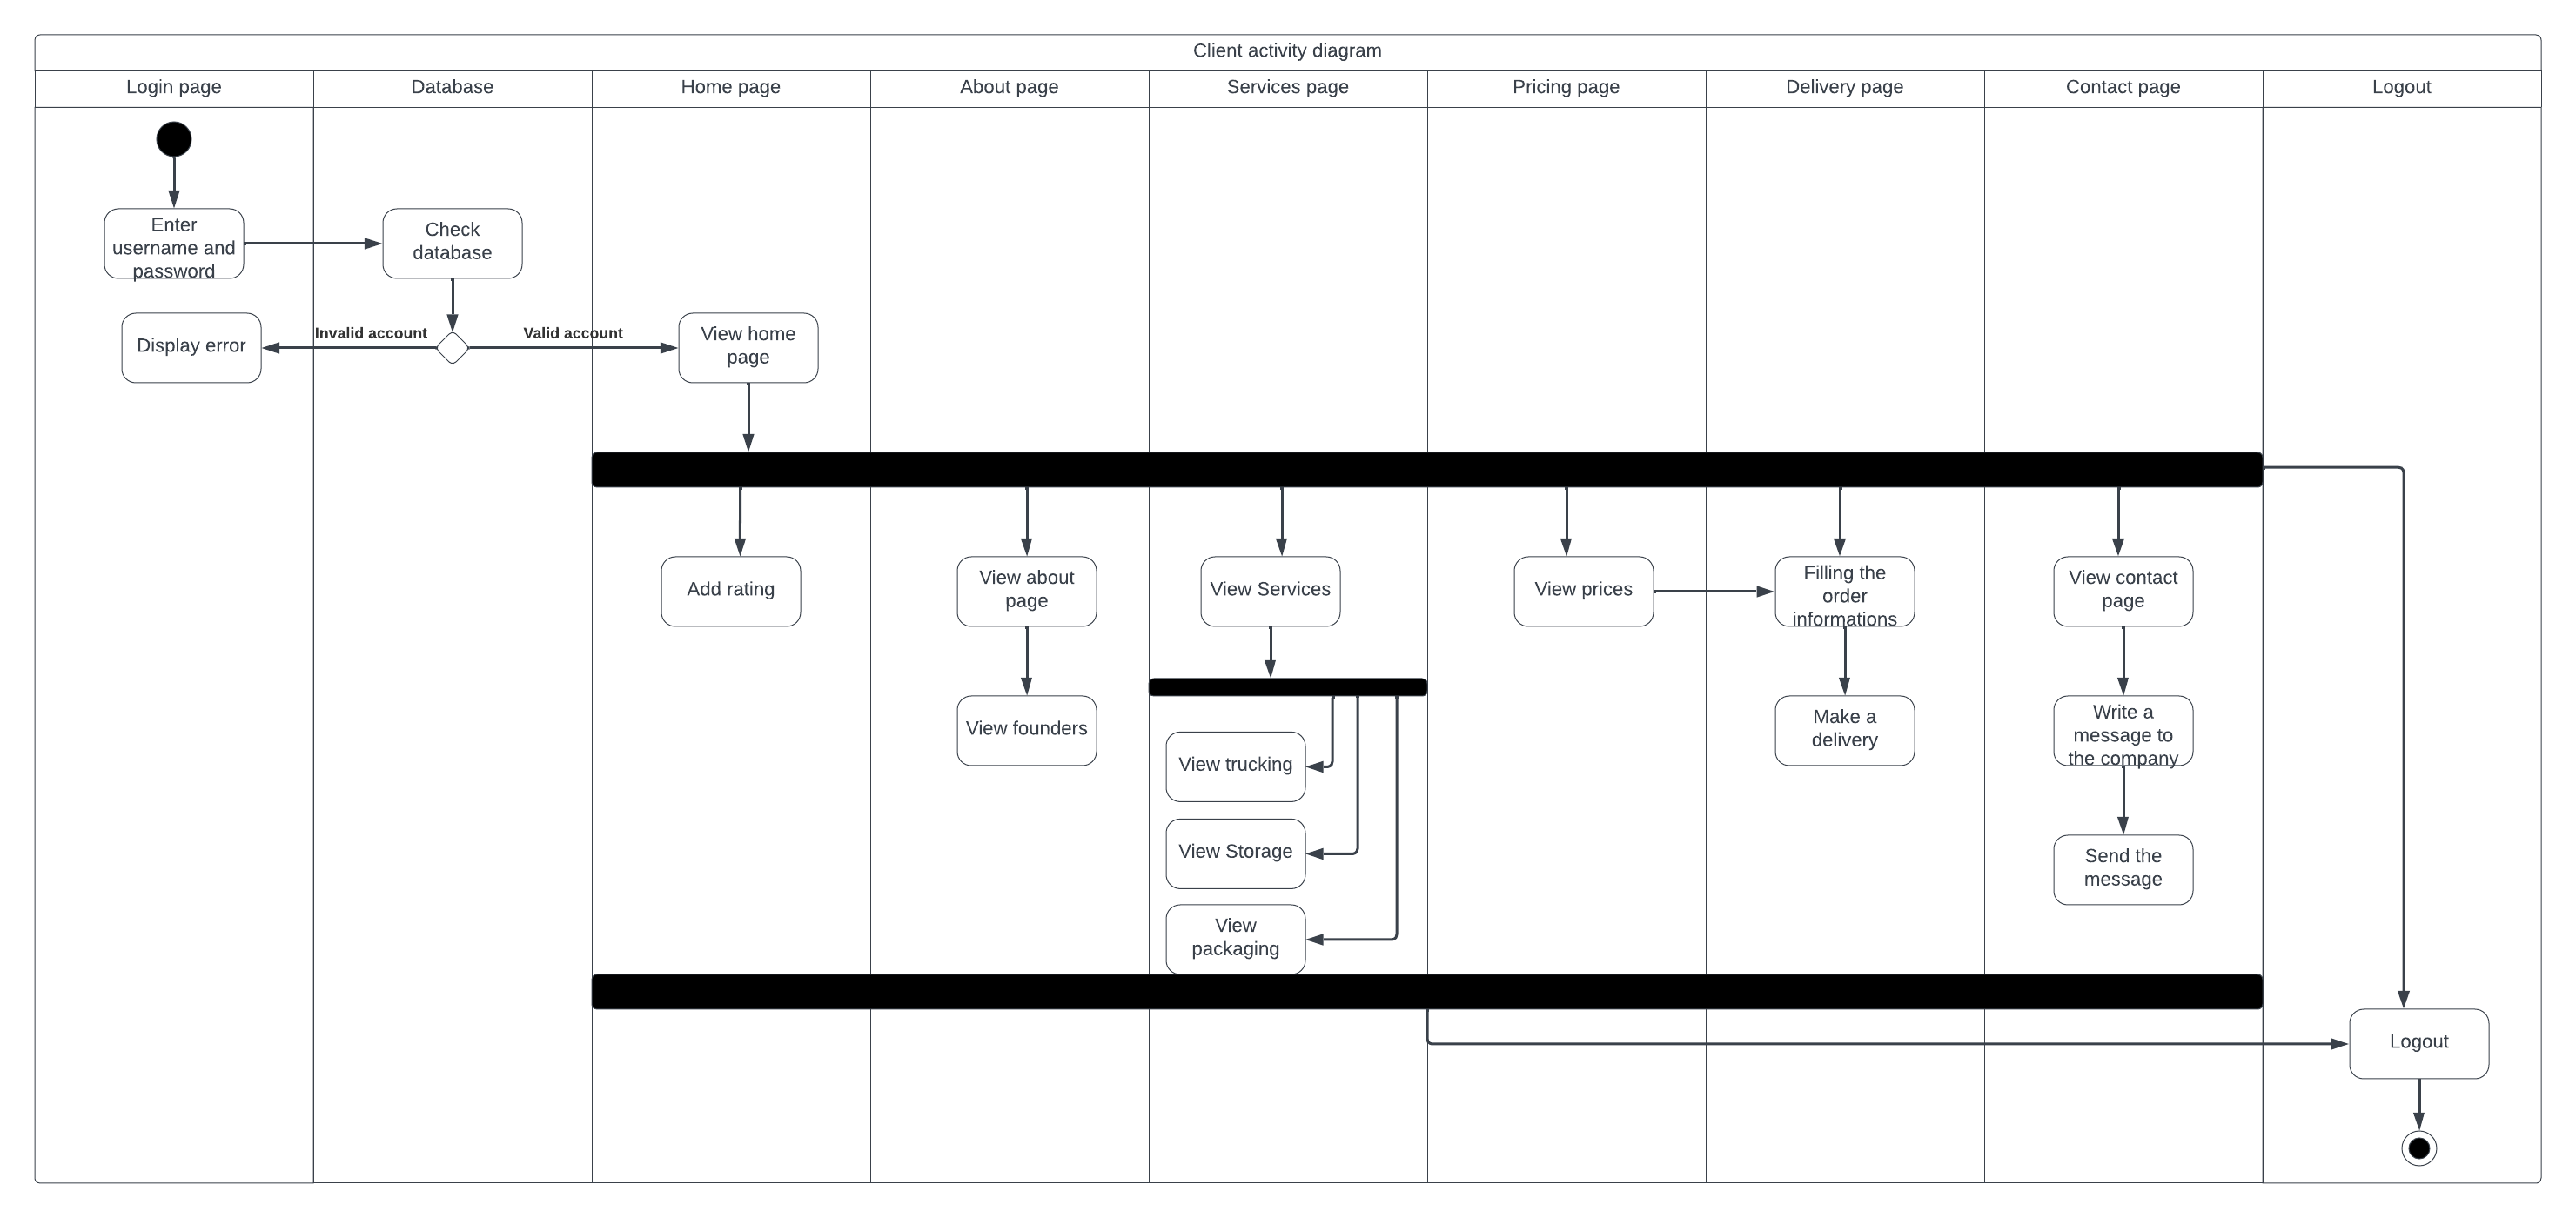 Client activity diagram
Login page
Database
Home page
About page
Services page
Pricing page
Delivery page
Contact page
Logout
Enter
username and
password
Check
database
Display error
Invalid account
Valid account
View home
page
Add rating
View about
page
View Services
View prices
Filling the
order
informations
View contact
page
View founders
Make a
delivery
Write a
message to
the company
View trucking
View Storage
Send the
message
View
packaging
Logout